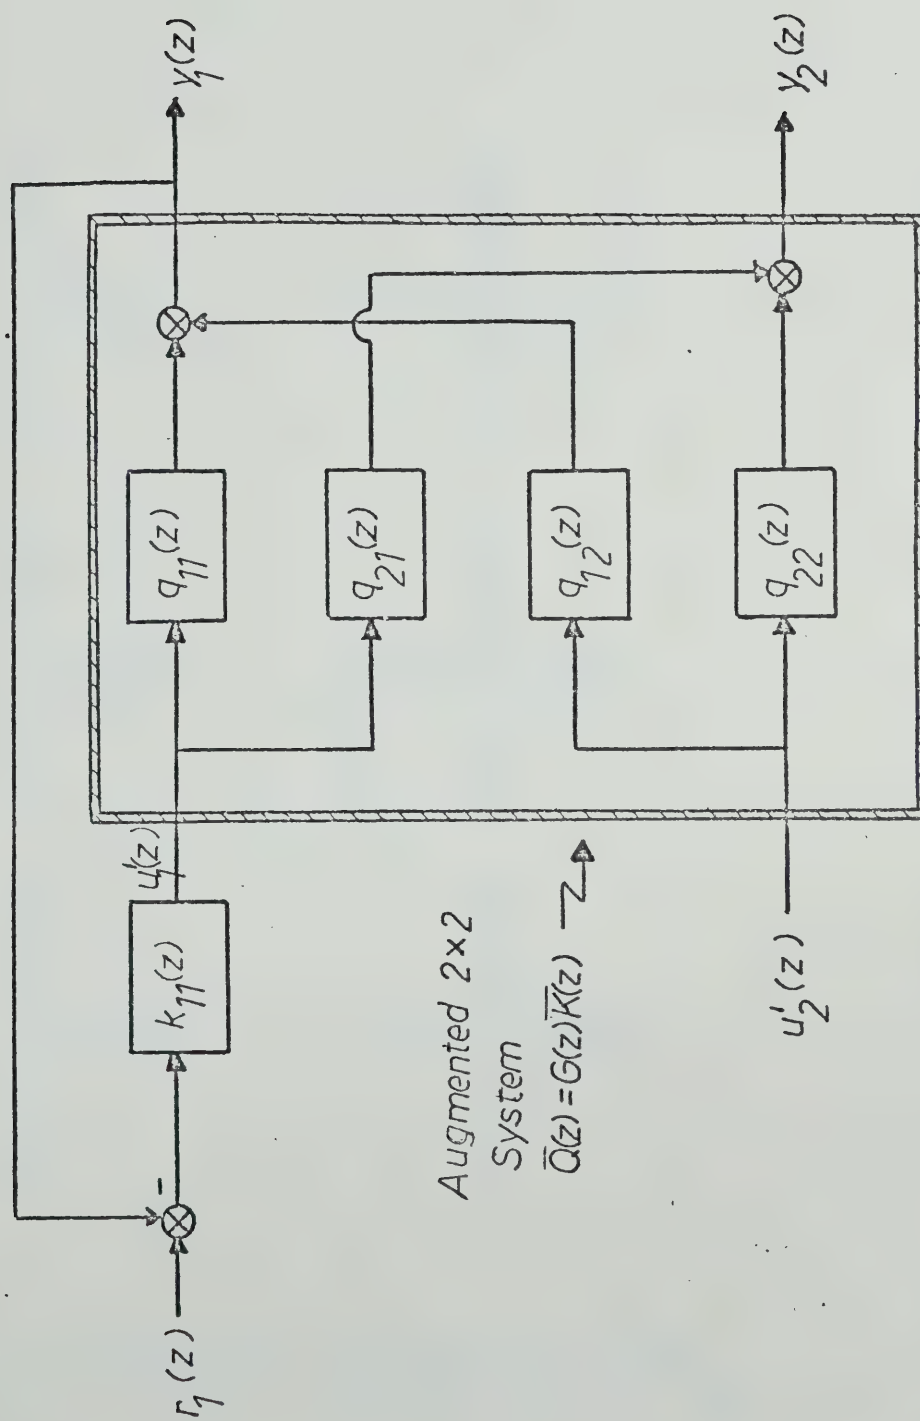 r₁(z)
−
k₁₁(z)
u₁'(z)
q₁₁(z)
y₁(z)
q₂₁(z)
q₁₂(z)
Augmented 2×2
System
Q̅(z)=G(z)K̅(z)
u₂'(z)
q₂₂(z)
y₂(z)